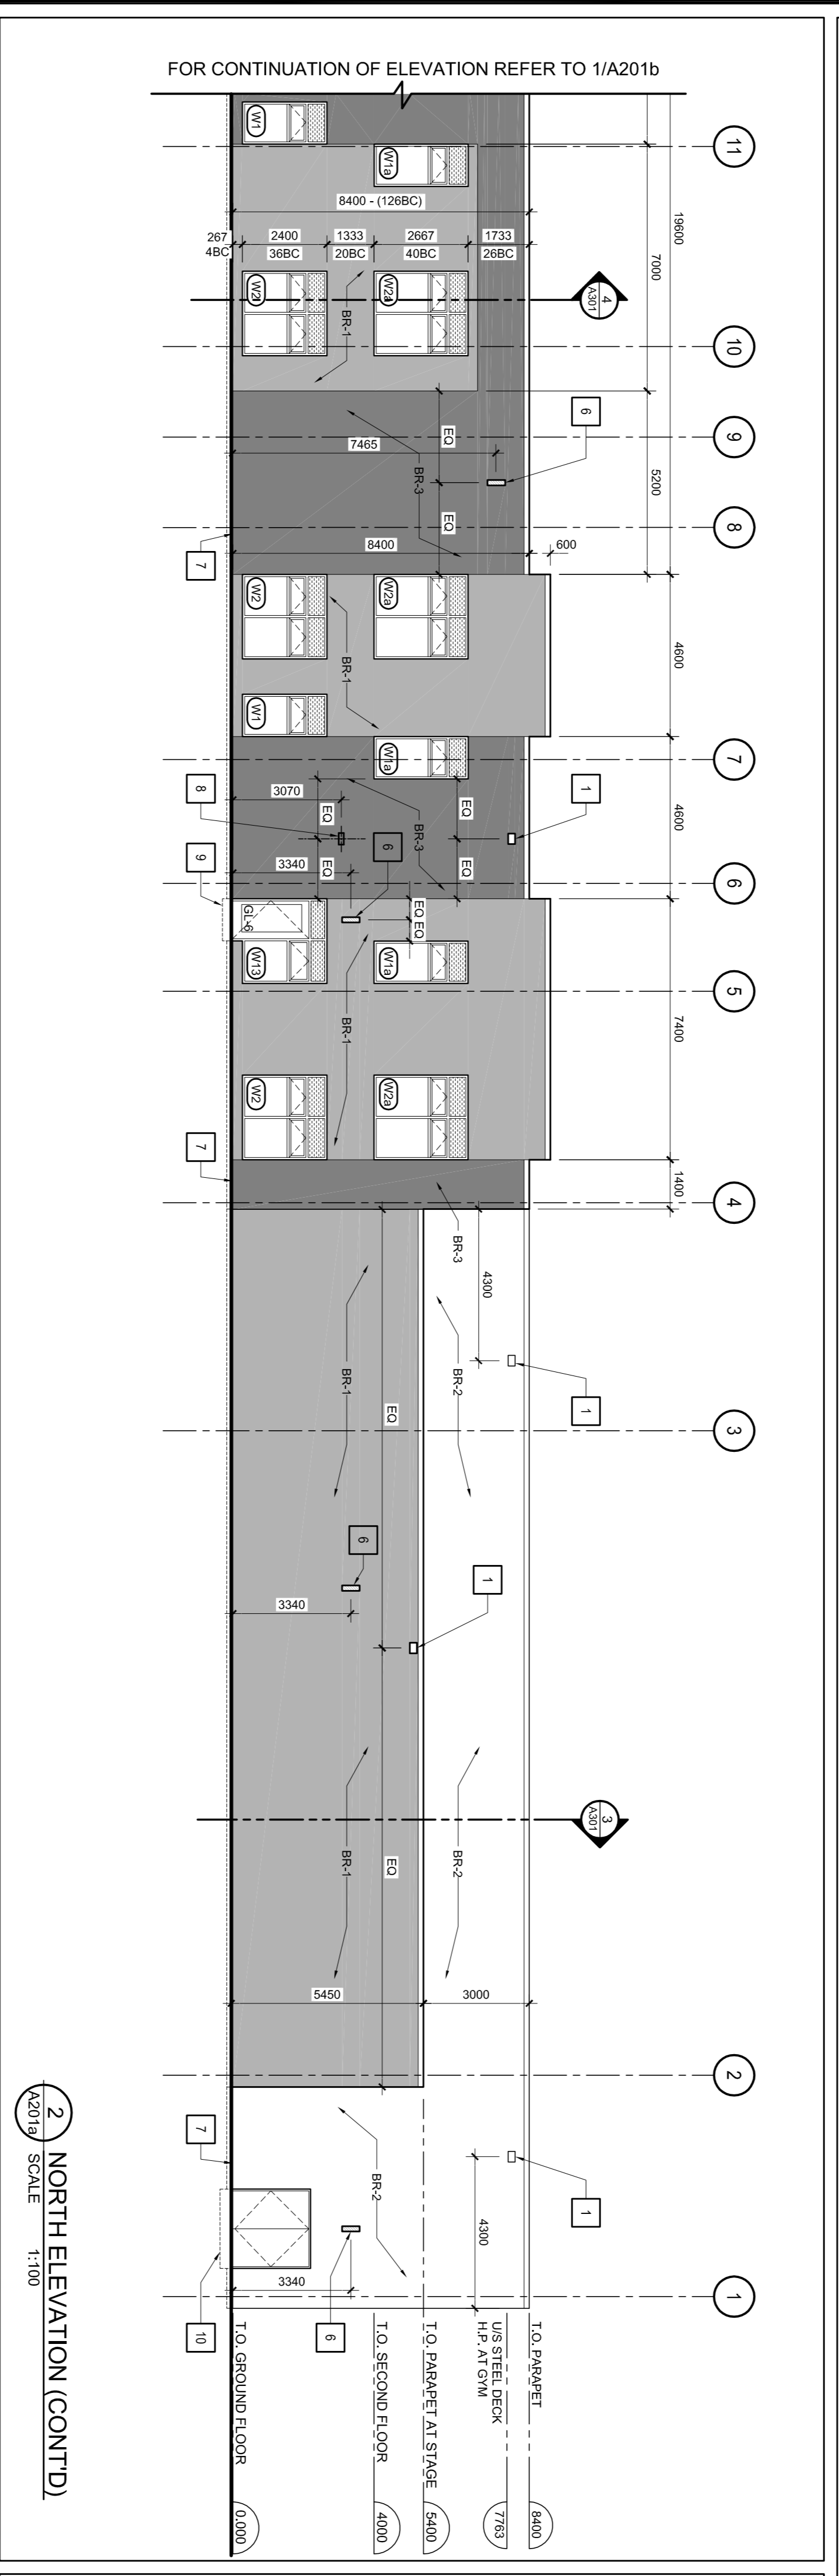 FOR CONTINUATION OF ELEVATION REFER TO 1/A201b
11
10
9
8
7
6
5
4
3
2
1
19600
4600
4600
7400
1400
7000
5200
4
A301
3
A301
6
1
1
1
1
600
8400 - (126BC)
267
4BC
2400
36BC
1333
20BC
2667
40BC
1733
26BC
W1
W1a
W2
W2a
BR-1
7465
EQ
EQ
BR-3
8400
7
W2
W2a
W1
BR-1
W1a
3070
EQ
EQ
EQ
EQ
BR-3
8
9
3340
6
EQ EQ
GL-6
W13
W1a
BR-1
W2
W2a
7
BR-3
4300
BR-2
BR-1
EQ
6
3340
BR-1
EQ
BR-2
5450
3000
BR-2
7
4300
3340
6
10
T.O. PARAPET
8400
U/S STEEL DECK
H.P. AT GYM
7763
T.O. PARAPET AT STAGE
5400
T.O. SECOND FLOOR
4000
T.O. GROUND FLOOR
0.000
2
A201a
NORTH ELEVATION (CONT'D)
SCALE 1:100